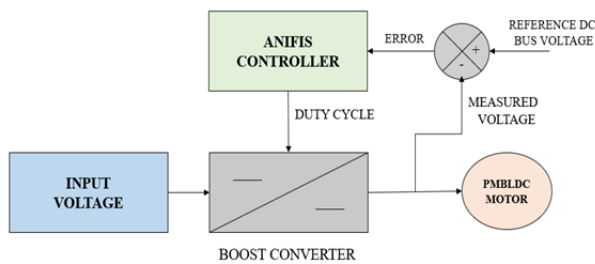 REFERENCE DC
BUS VOLTAGE
ANIFIS
CONTROLLER
ERROR
+
-
DUTY CYCLE
MEASURED
VOLTAGE
INPUT
VOLTAGE
PMBLDC
MOTOR
BOOST CONVERTER